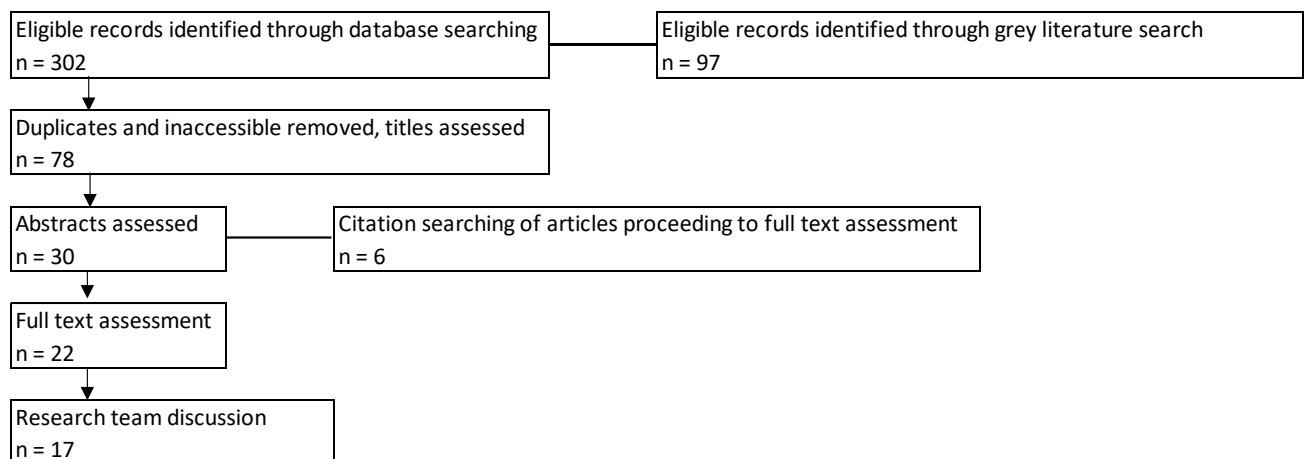 Eligible records identified through database searching
n = 302
Eligible records identified through grey literature search
n = 97
Duplicates and inaccessible removed, titles assessed
n = 78
Abstracts assessed
n = 30
Citation searching of articles proceeding to full text assessment
n = 6
Full text assessment
n = 22
Research team discussion
n = 17